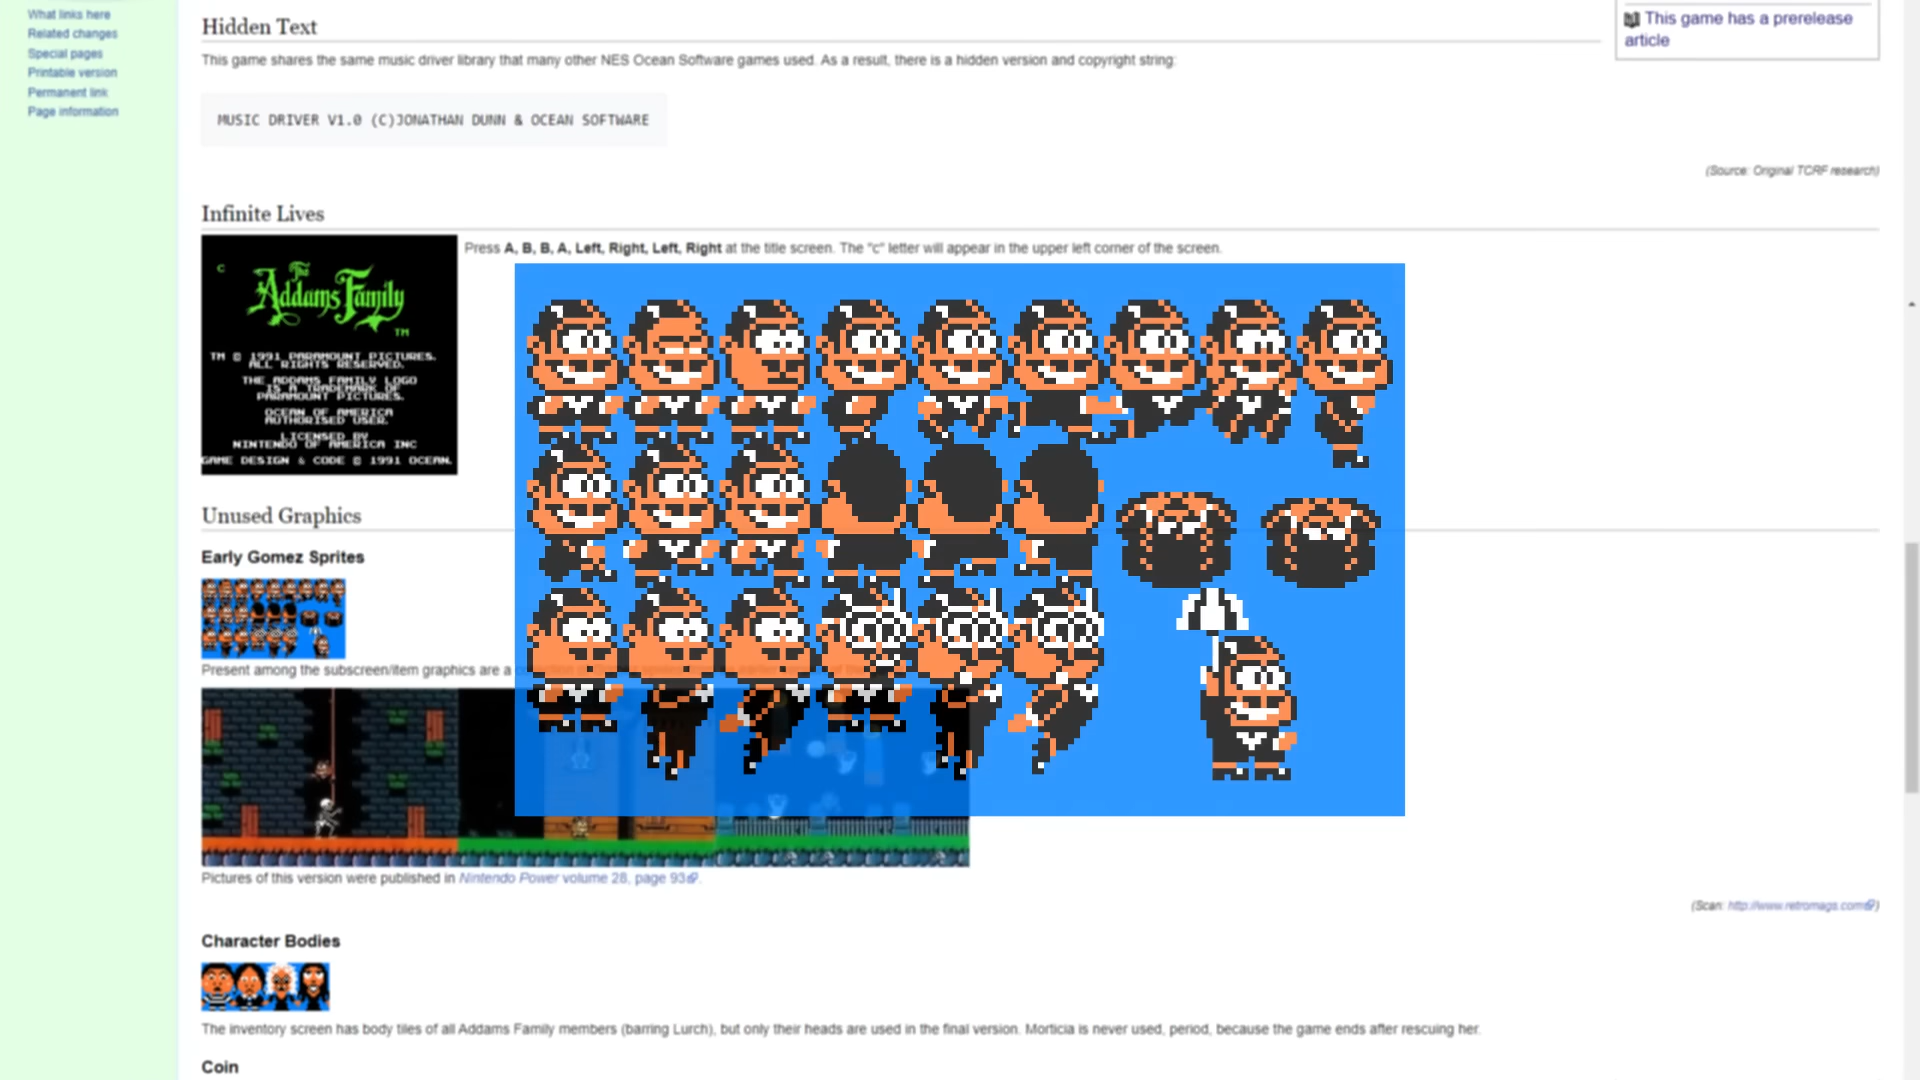 What links here
Related changes
Special pages
Printable version
Permanent link
Page information
This game has a prerelease
article
Hidden Text
This game shares the same music driver library that many other NES Ocean Software games used. As a result, there is a hidden version and copyright string:
MUSIC DRIVER V1.0 (C)JONATHAN DUNN & OCEAN SOFTWARE
(Source: Original TCRF research)
Infinite Lives
Press A, B, B, A, Left, Right, Left, Right at the title screen. The "c" letter will appear in the upper left corner of the screen.
C
The
Addams Family
TM
TM © 1991 PARAMOUNT PICTURES.
ALL RIGHTS RESERVED.
THE ADDAMS FAMILY LOGO
IS A TRADEMARK OF
PARAMOUNT PICTURES.
OCEAN OF AMERICA
AUTHORISED USER.
LICENSED BY
NINTENDO OF AMERICA INC
GAME DESIGN & CODE © 1991 OCEAN.
Unused Graphics
Early Gomez Sprites
Present among the subscreen/item graphics are a
Pictures of this version were published in Nintendo Power volume 28, page 93.
(Scan: http://www.retromags.com)
Character Bodies
The inventory screen has body tiles of all Addams Family members (barring Lurch), but only their heads are used in the final version. Morticia is never used, period, because the game ends after rescuing her.
Coin